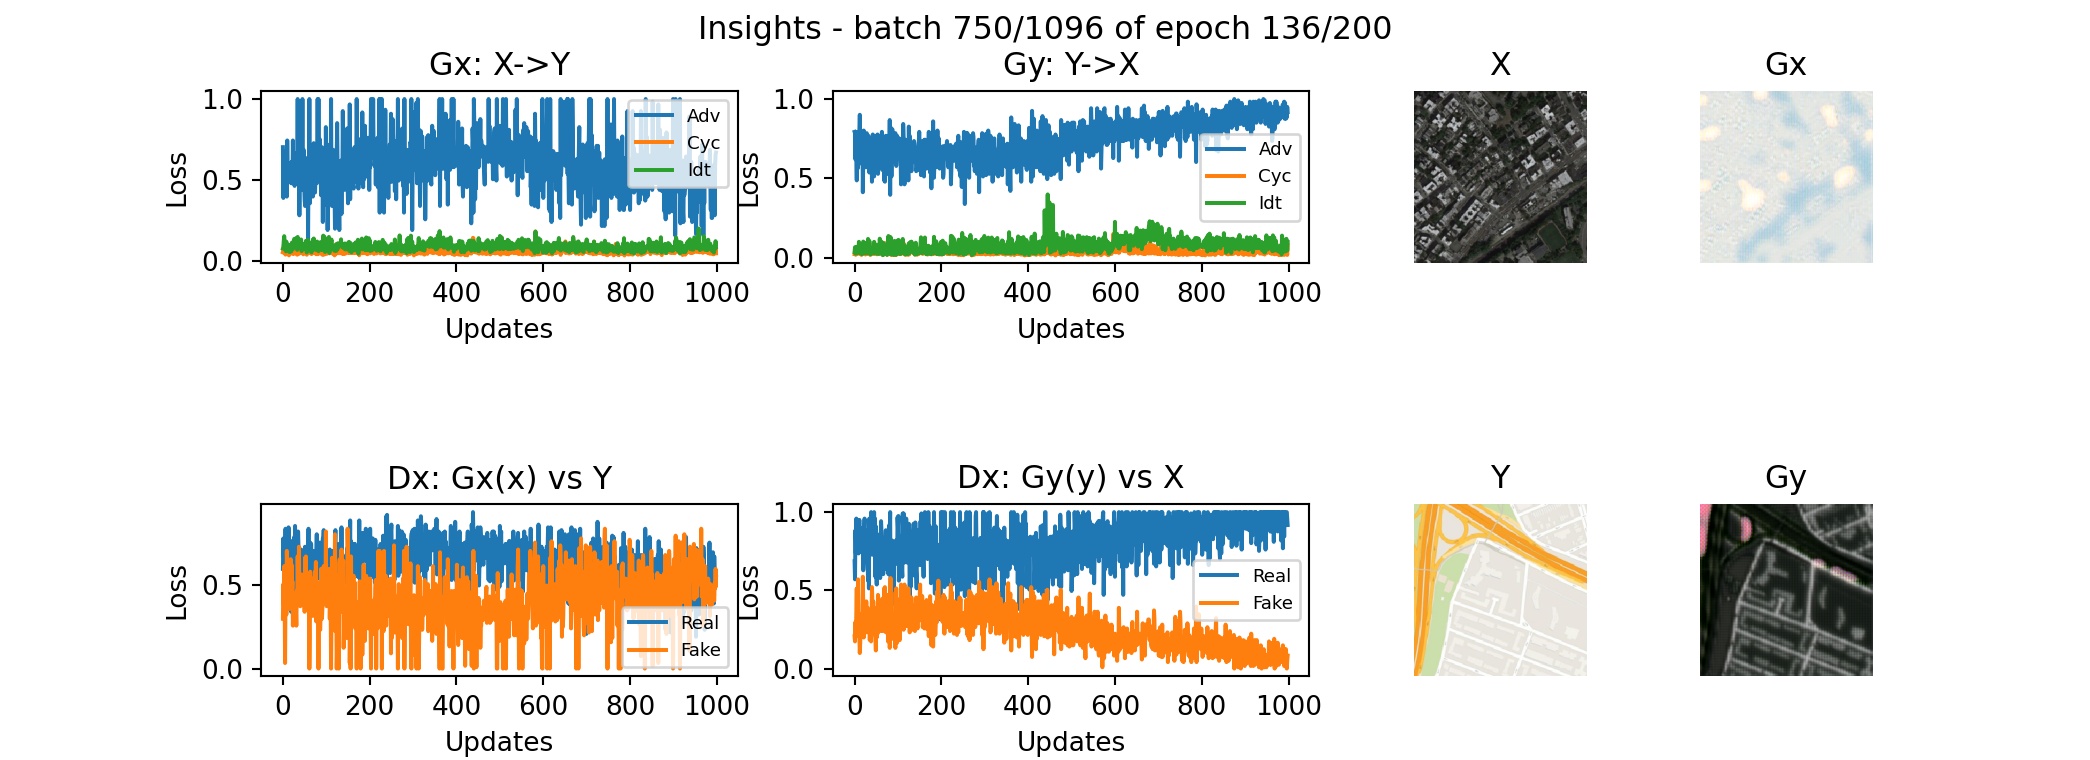 Insights - batch 750/1096 of epoch 136/200
Gx: X->Y
1.0
0.5
0.0
Loss
Adv
Cyc
Idt
0 200 400 600 800 1000
Updates
Gy: Y->X
1.0
0.5
0.0
Loss
Adv
Cyc
Idt
0 200 400 600 800 1000
Updates
X
Gx
Dx: Gx(x) vs Y
0.5
0.0
Loss
Real
Fake
0 200 400 600 800 1000
Updates
Dx: Gy(y) vs X
1.0
0.5
0.0
Loss
Real
Fake
0 200 400 600 800 1000
Updates
Y
Gy